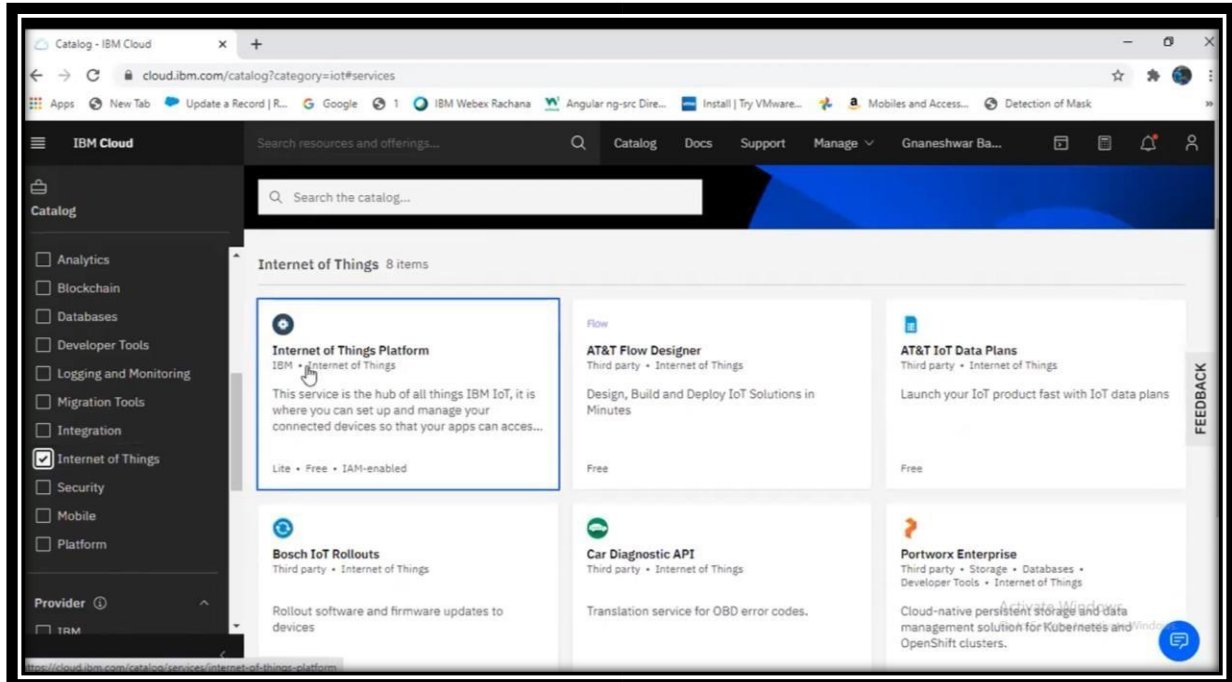 Catalog - IBM Cloud
cloud.ibm.com/catalog?category=iot#services
Apps New Tab Update a Record | R... Google 1 IBM Webex Rachana Angular ng-src Dire... Install | Try VMware... Mobiles and Access... Detection of Mask »
IBM Cloud Search resources and offerings... Catalog Docs Support Manage Gnaneshwar Ba...
Catalog
Search the catalog...
Analytics
Blockchain
Databases
Developer Tools
Logging and Monitoring
Migration Tools
Integration
Internet of Things
Security
Mobile
Platform
Provider
IBM
Internet of Things 8 items
Internet of Things Platform
IBM • Internet of Things
This service is the hub of all things IBM IoT, it is
where you can set up and manage your
connected devices so that your apps can acces...
Lite • Free • IAM-enabled
Flow
AT&T Flow Designer
Third party • Internet of Things
Design, Build and Deploy IoT Solutions in
Minutes
Free
AT&T IoT Data Plans
Third party • Internet of Things
Launch your IoT product fast with IoT data plans
Free
Bosch IoT Rollouts
Third party • Internet of Things
Rollout software and firmware updates to
devices
Car Diagnostic API
Third party • Internet of Things
Translation service for OBD error codes.
Portworx Enterprise
Third party • Storage • Databases •
Developer Tools • Internet of Things
Cloud-native persistent storage and data
management solution for Kubernetes and
OpenShift clusters.
FEEDBACK
Activate Windows
ttps://cloud.ibm.com/catalog/services/internet-of-things-platform